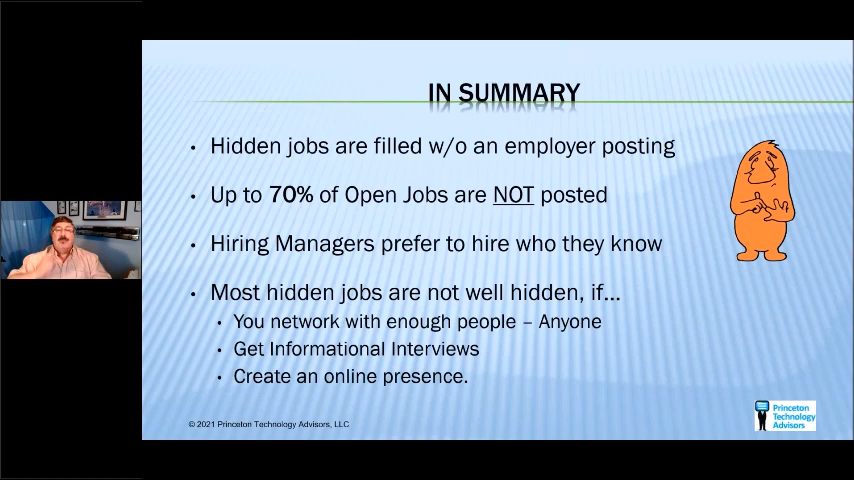 IN SUMMARY
• Hidden jobs are filled w/o an employer posting
• Up to 70% of Open Jobs are NOT posted
• Hiring Managers prefer to hire who they know
• Most hidden jobs are not well hidden, if...
• You network with enough people – Anyone
• Get Informational Interviews
• Create an online presence.
© 2021 Princeton Technology Advisors, LLC
Princeton
Technology
Advisors